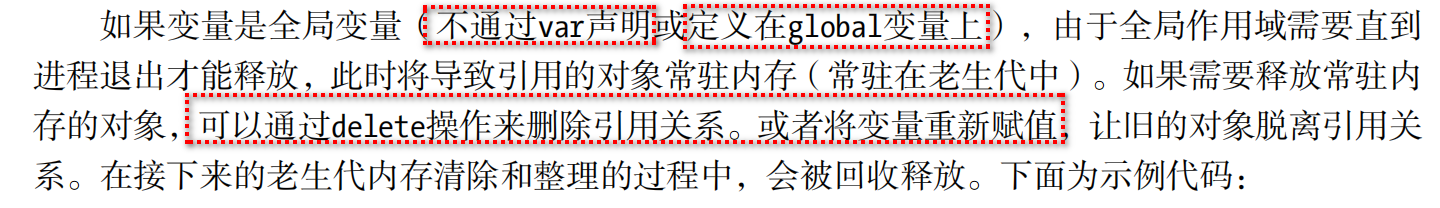 如果变量是全局变量（不通过var声明或定义在global变量上），由于全局作用域需要直到
进程退出才能释放，此时将导致引用的对象常驻内存（常驻在老生代中）。如果需要释放常驻内
存的对象，可以通过delete操作来删除引用关系。或者将变量重新赋值，让旧的对象脱离引用关
系。在接下来的老生代内存清除和整理的过程中，会被回收释放。下面为示例代码：